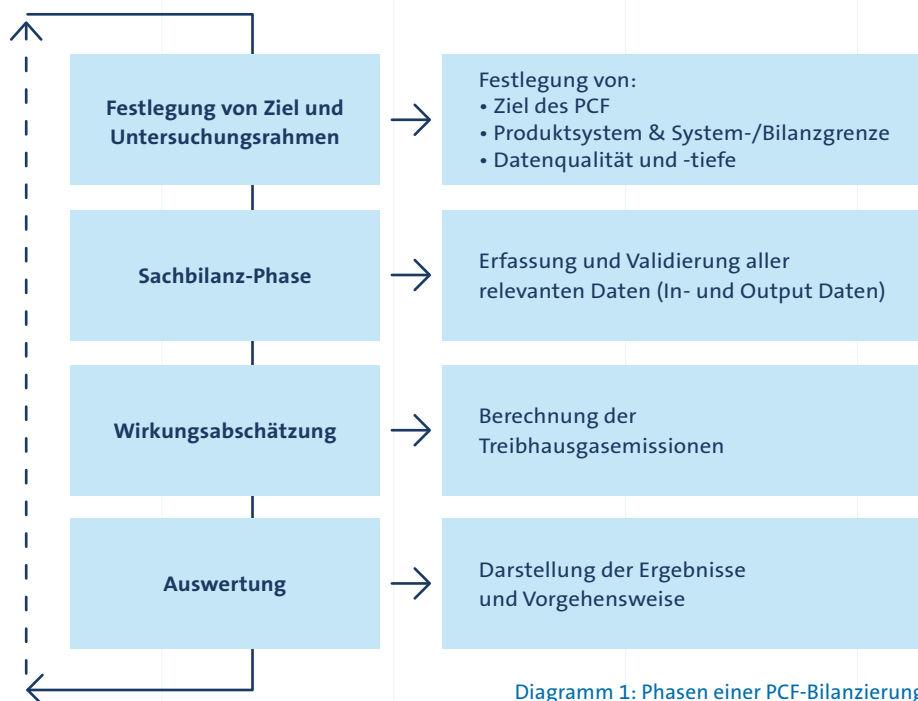 Festlegung von Ziel und
Untersuchungsrahmen
Festlegung von:
• Ziel des PCF
• Produktsystem & System-/Bilanzgrenze
• Datenqualität und -tiefe
Sachbilanz-Phase
Erfassung und Validierung aller
relevanten Daten (In- und Output Daten)
Wirkungsabschätzung
Berechnung der
Treibhausgasemissionen
Auswertung
Darstellung der Ergebnisse
und Vorgehensweise
Diagramm 1: Phasen einer PCF-Bilanzierung